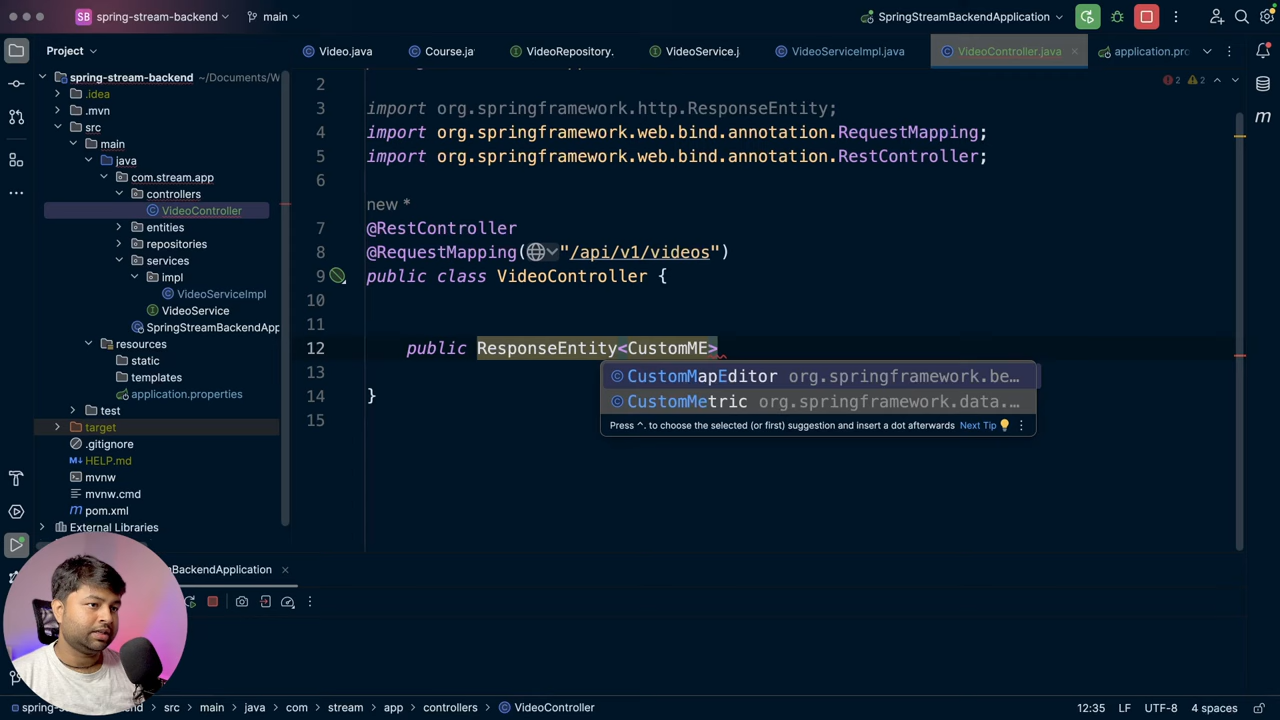 SB spring-stream-backend main SpringStreamBackendApplication
Project
Video.java Course.ja VideoRepository. VideoService.j VideoServiceImpl.java VideoController.java application.pro
spring-stream-backend ~/Documents/W
.idea
.mvn
src
main
java
com.stream.app
controllers
VideoController
entities
repositories
services
impl
VideoServiceImpl
VideoService
SpringStreamBackendApp
resources
static
templates
application.properties
test
target
.gitignore
HELP.md
mvnw
mvnw.cmd
pom.xml
External Libraries
2 2
2
3 import org.springframework.http.ResponseEntity;
4 import org.springframework.web.bind.annotation.RequestMapping;
5 import org.springframework.web.bind.annotation.RestController;
6
new *
7 @RestController
8 @RequestMapping("/api/v1/videos")
9 public class VideoController {
10
11
12 public ResponseEntity<CustomME>
13
14 }
15
CustomMapEditor org.springframework.be…
CustomMetric org.springframework.data.…
Press ^. to choose the selected (or first) suggestion and insert a dot afterwards Next Tip
BackendApplication
spring- -backend src main java com stream app controllers VideoController 12:35 LF UTF-8 4 spaces